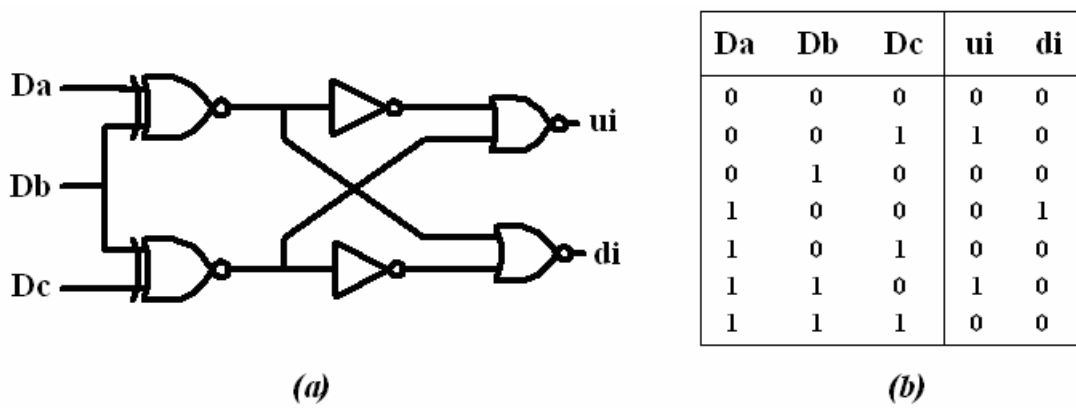 Da
Db
Dc
ui
di
(a)
Da Db Dc ui di
0 0 0 0 0
0 0 1 1 0
0 1 0 0 0
1 0 0 0 1
1 0 1 0 0
1 1 0 1 0
1 1 1 0 0
(b)